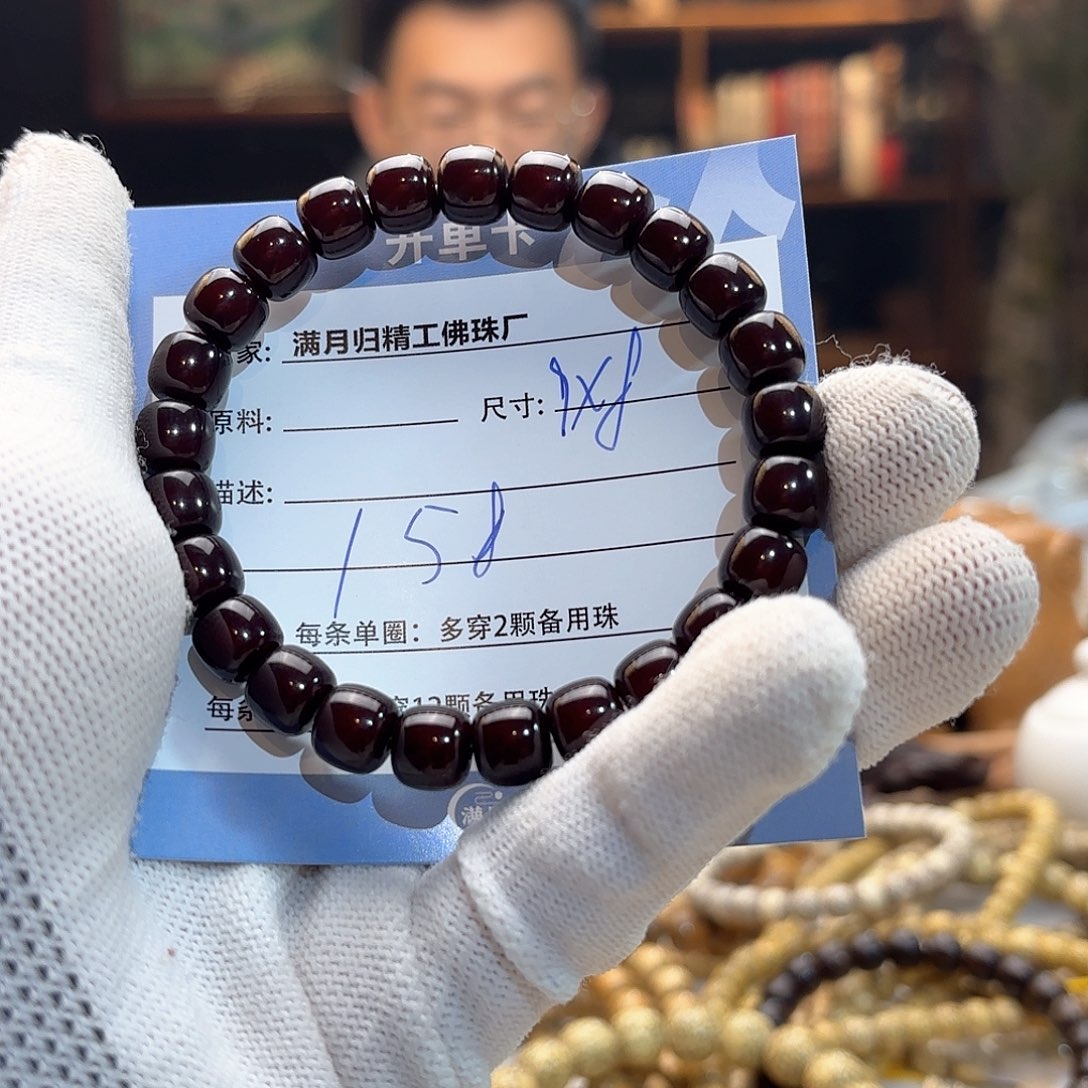 开单卡
家: 满月归精工佛珠厂
原料: 尺寸: 9x8
描述:
158
每条单圈：多穿2颗备用珠
每条 穿12颗备用珠
满